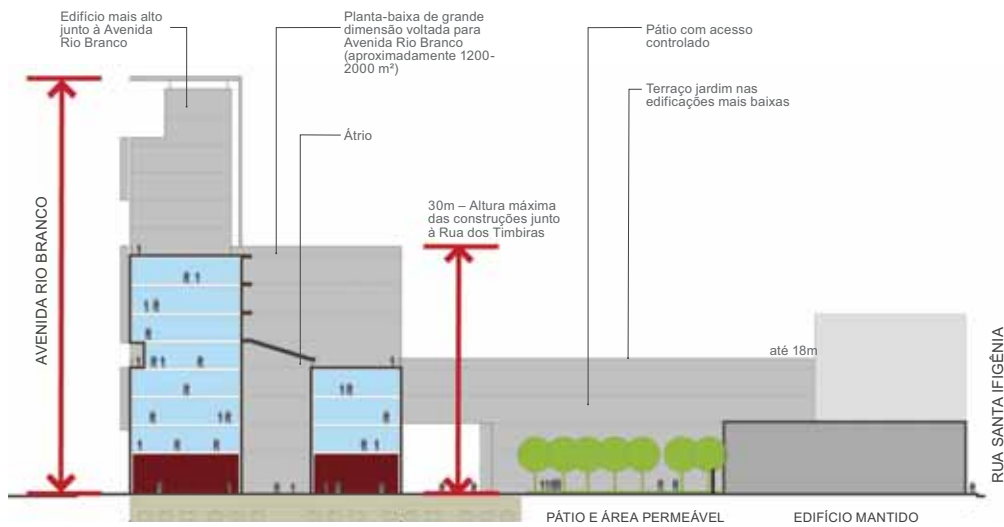 Edifício mais alto
junto à Avenida
Rio Branco
Planta-baixa de grande
dimensão voltada para
Avenida Rio Branco
(aproximadamente 1200-
2000 m²)
Pátio com acesso
controlado
Terraço jardim nas
edificações mais baixas
Átrio
30m – Altura máxima
das construções junto
à Rua dos Timbiras
AVENIDA RIO BRANCO
até 18m
RUA SANTA IFIGÊNIA
PÁTIO E ÁREA PERMEÁVEL
EDIFÍCIO MANTIDO